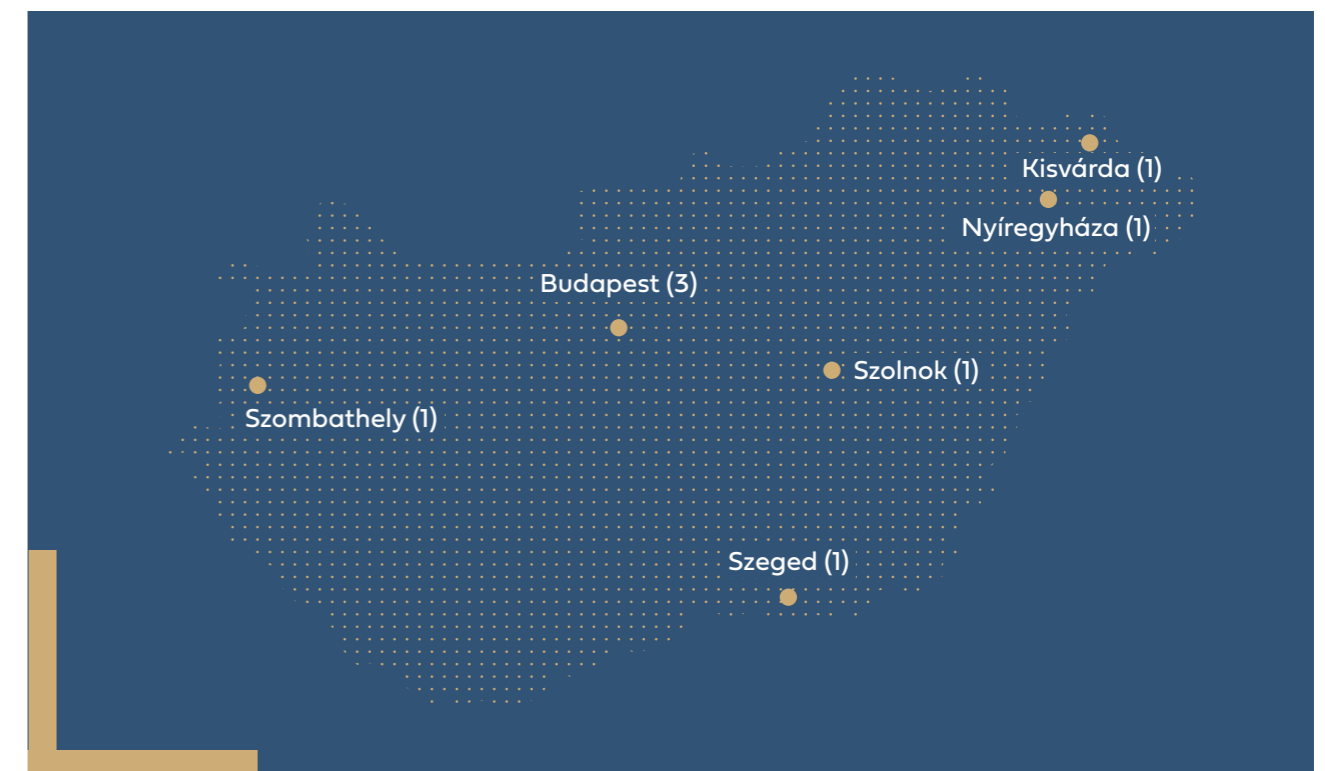 Kisvárda (1)
Nyíregyháza (1)
Budapest (3)
Szolnok (1)
Szombathely (1)
Szeged (1)